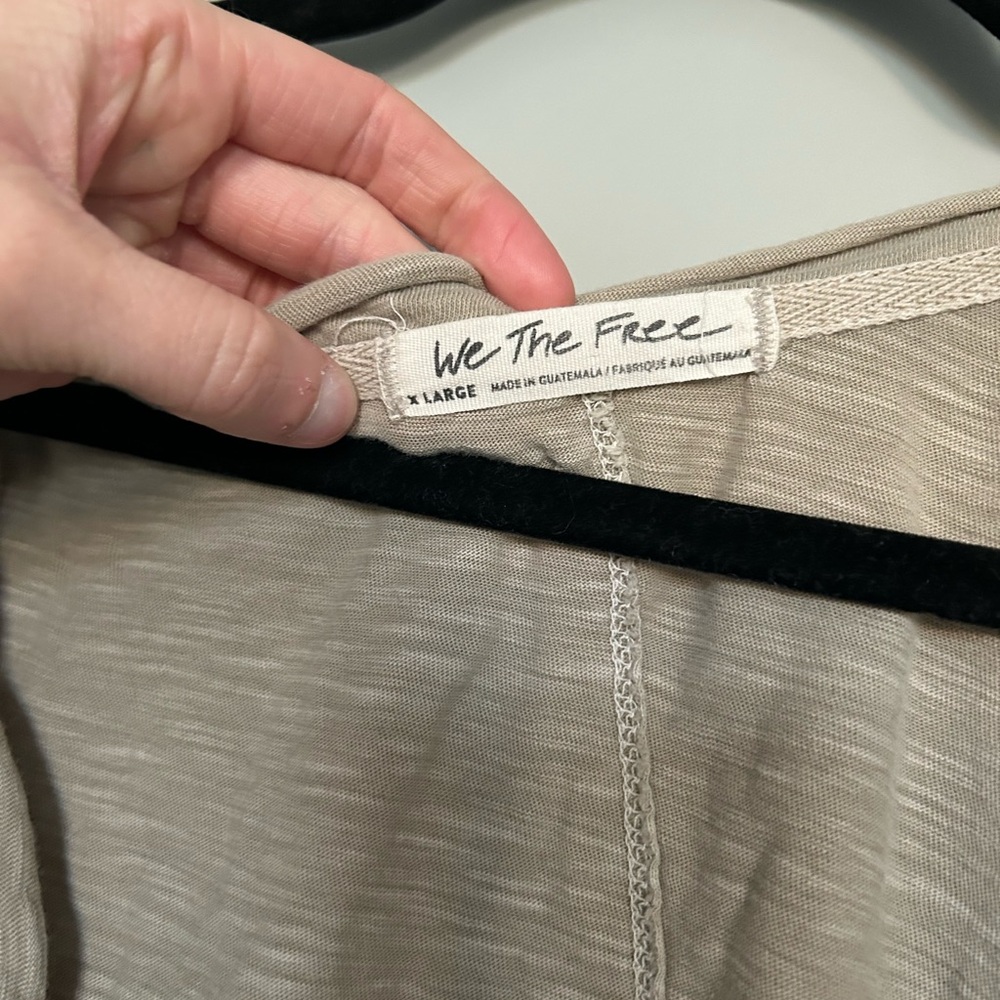 We The Free
X LARGE MADE IN GUATEMALA / FABRIQUÉ AU GUATEMALA